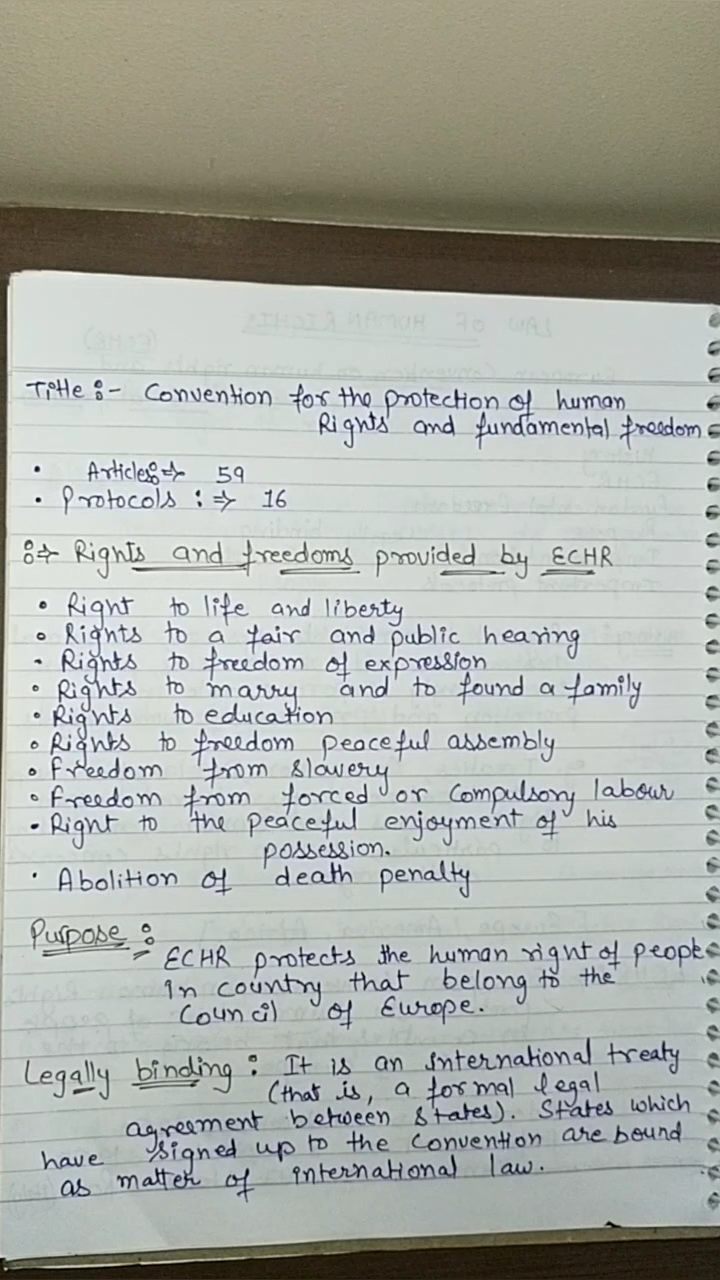 Title :- Convention for the protection of human
Rights and fundamental freedom
• Articles :⇒ 59
• Protocols :⇒ 16
:⇒ Rights and freedoms provided by ECHR
• Right to life and liberty
• Rights to a fair and public hearing
• Rights to freedom of expression
• Rights to marry and to found a family
• Rights to education
• Rights to freedom peaceful assembly
• freedom from slavery
• freedom from forced or compulsory labour
• Right to the peaceful enjoyment of his
possession.
• Abolition of death penalty
Purpose :
ECHR protects the human right of people
in country that belong to the
Council of Europe.
Legally binding : It is an international treaty
(that is, a formal legal
agreement between states). States which
have signed up to the convention are bound
as matter of international law.